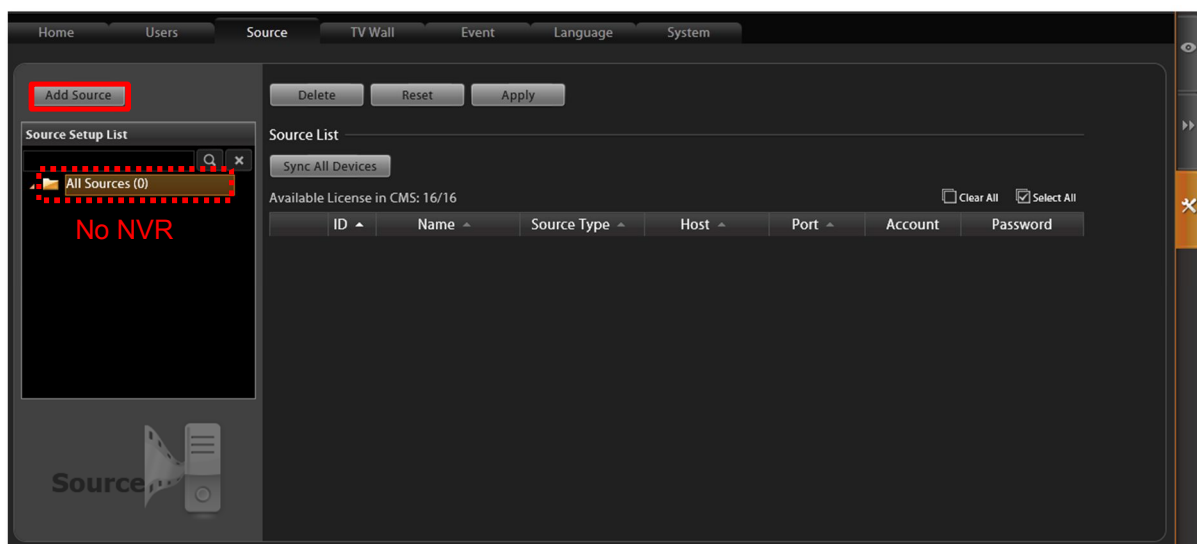 Home Users Source TV Wall Event Language System
Add Source
Delete Reset Apply
Source Setup List
Source List
Sync All Devices
All Sources (0)
Available License in CMS: 16/16
Clear All Select All
No NVR
ID Name Source Type Host Port Account Password
Source